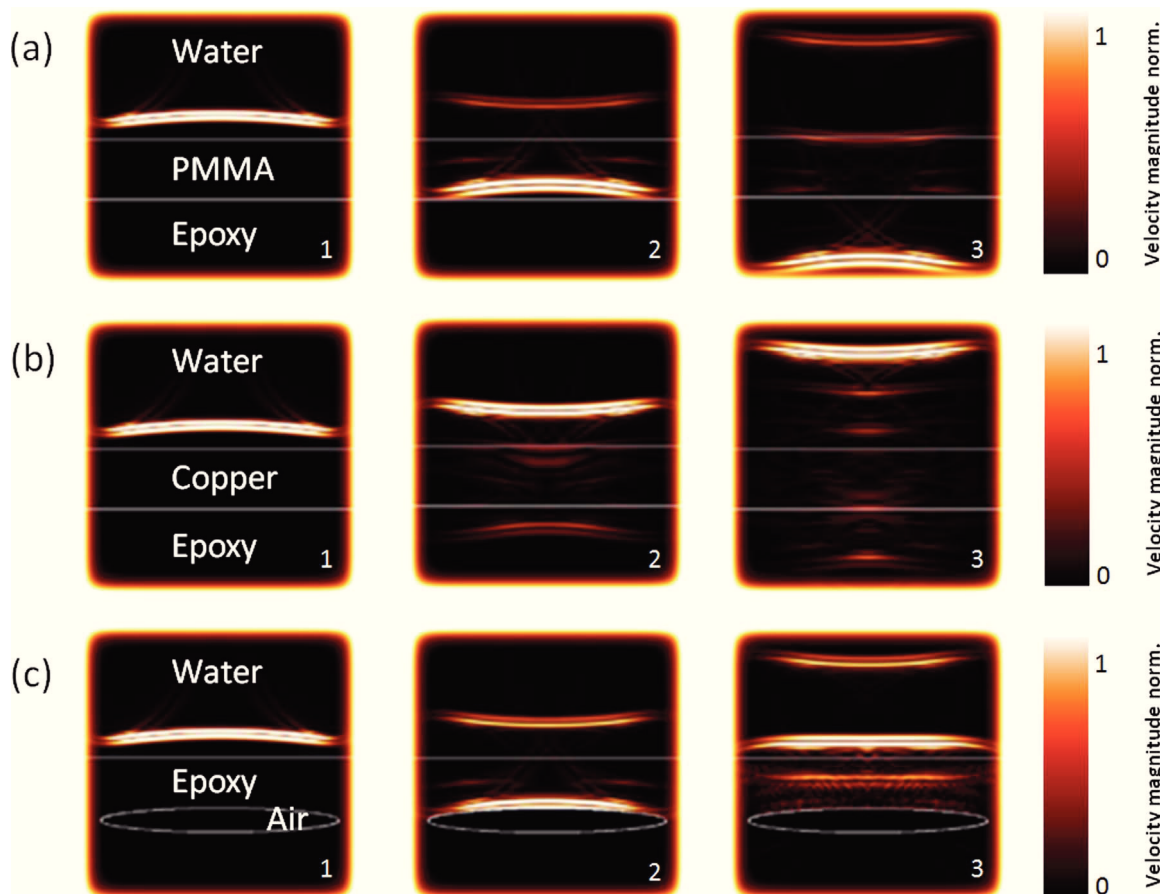 (a)
Water
PMMA
Epoxy
1
2
3
1
0
Velocity magnitude norm.
(b)
Water
Copper
Epoxy
1
2
3
1
0
Velocity magnitude norm.
(c)
Water
Epoxy
Air
1
2
3
1
0
Velocity magnitude norm.